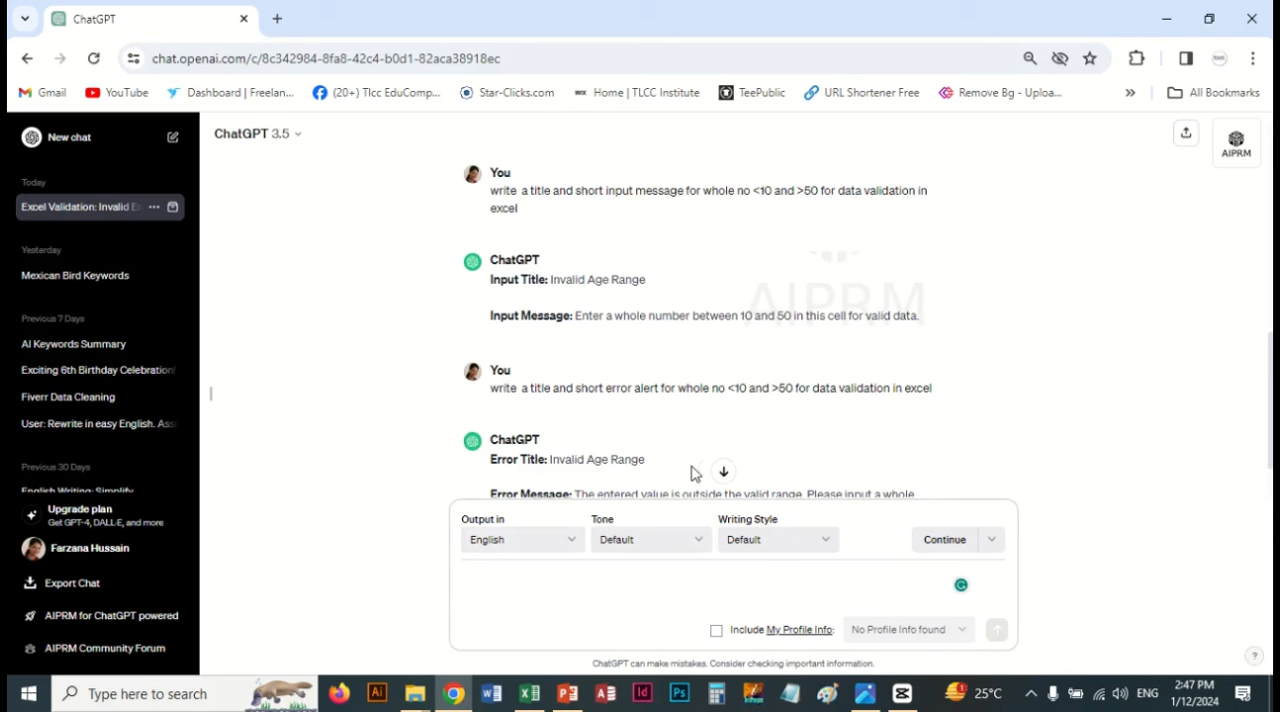 ChatGPT
chat.openai.com/c/8c342984-8fa8-42c4-b0d1-82aca38918ec
Gmail
YouTube
Dashboard | Freelan...
(20+) Tlcc EduComp...
Star-Clicks.com
Home | TLCC Institute
TeePublic
URL Shortener Free
Remove Bg - Uploa...
»
All Bookmarks
New chat
Today
Excel Validation: Invalid E
Yesterday
Mexican Bird Keywords
Previous 7 Days
AI Keywords Summary
Exciting 6th Birthday Celebration!
Fiverr Data Cleaning
User: Rewrite in easy English. Ass
Previous 30 Days
English Writing: Simplify
Upgrade plan
Get GPT-4, DALL·E, and more
Farzana Hussain
Export Chat
AIPRM for ChatGPT powered
AIPRM Community Forum
ChatGPT 3.5
AIPRM
You
write a title and short input message for whole no <10 and >50 for data validation in
excel
ChatGPT
Input Title: Invalid Age Range
AIPRM
Input Message: Enter a whole number between 10 and 50 in this cell for valid data.
You
write a title and short error alert for whole no <10 and >50 for data validation in excel
ChatGPT
Error Title: Invalid Age Range
Error Message: The entered value is outside the valid range. Please input a whole
Output in
Tone
Writing Style
English
Default
Default
Continue
Include My Profile Info:
No Profile Info found
ChatGPT can make mistakes. Consider checking important information.
?
Type here to search
25°C
ENG
2:47 PM
1/12/2024